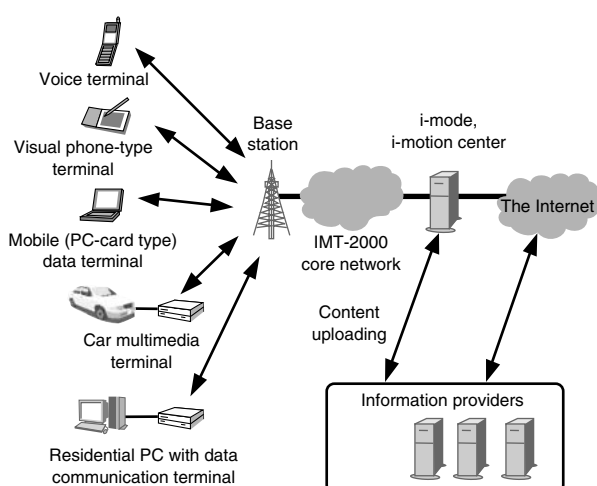 Voice terminal
Visual phone-type
terminal
Mobile (PC-card type)
data terminal
Car multimedia
terminal
Residential PC with data
communication terminal
Base
station
IMT-2000
core network
i-mode,
i-motion center
The Internet
Content
uploading
Information providers